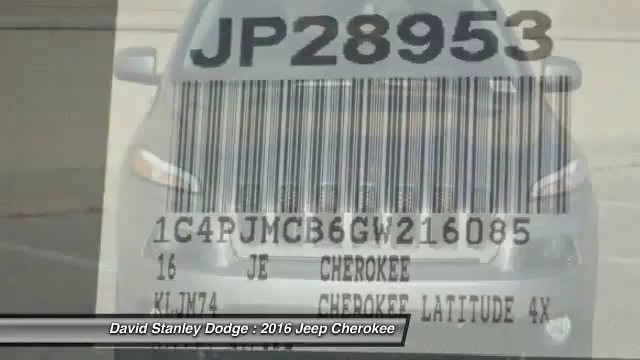 JP28953
1C4PJMCB6GW216085
16 JE CHEROKEE
KLJM74 CHEROKEE LATITUDE 4X
David Stanley Dodge : 2016 Jeep Cherokee